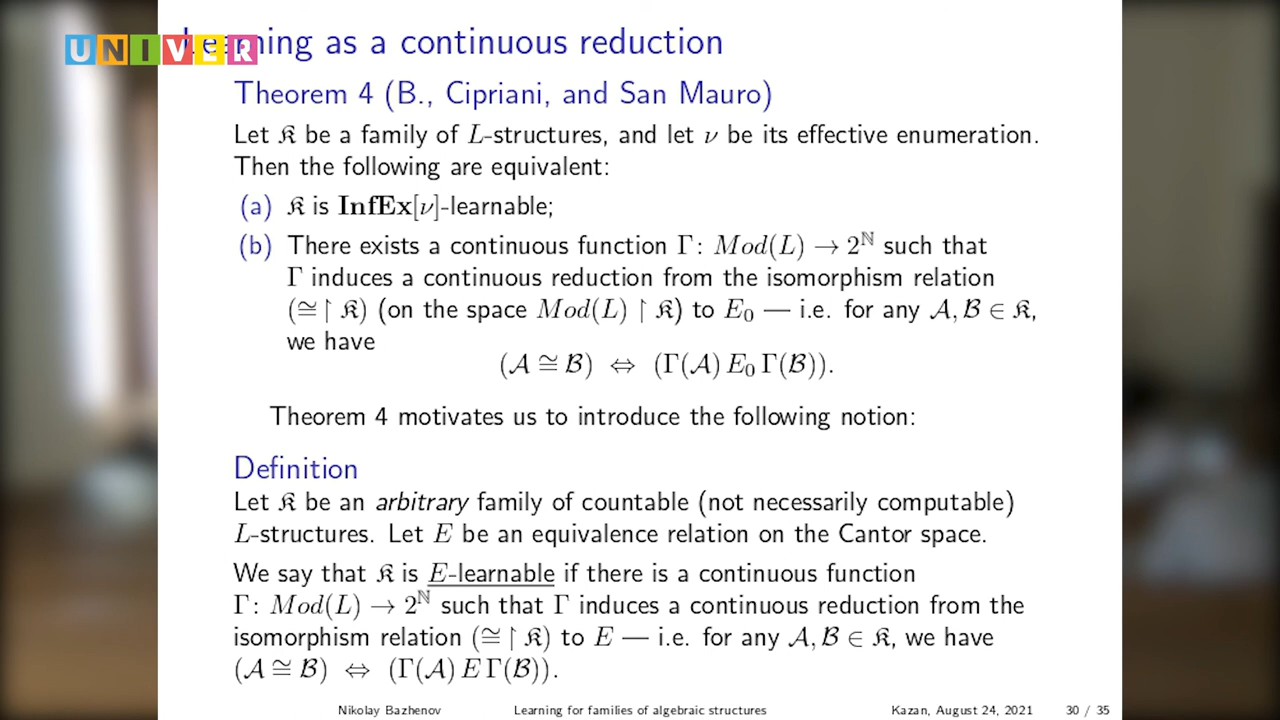 UNIVER
Learning as a continuous reduction
Theorem 4 (B., Cipriani, and San Mauro)
Let 𝔎 be a family of L-structures, and let ν be its effective enumeration.
Then the following are equivalent:
(a) 𝔎 is InfEx[ν]-learnable;
(b) There exists a continuous function Γ: Mod(L) → 2^ℕ such that
Γ induces a continuous reduction from the isomorphism relation
(≅↾ 𝔎) (on the space Mod(L) ↾ 𝔎) to E₀ — i.e. for any 𝒜, ℬ ∈ 𝔎,
we have
(𝒜 ≅ ℬ) ⇔ (Γ(𝒜) E₀ Γ(ℬ)).
Theorem 4 motivates us to introduce the following notion:
Definition
Let 𝔎 be an arbitrary family of countable (not necessarily computable)
L-structures. Let E be an equivalence relation on the Cantor space.
We say that 𝔎 is E-learnable if there is a continuous function
Γ: Mod(L) → 2^ℕ such that Γ induces a continuous reduction from the
isomorphism relation (≅↾ 𝔎) to E — i.e. for any 𝒜, ℬ ∈ 𝔎, we have
(𝒜 ≅ ℬ) ⇔ (Γ(𝒜) E Γ(ℬ)).
Nikolay Bazhenov Learning for families of algebraic structures Kazan, August 24, 2021 30 / 35